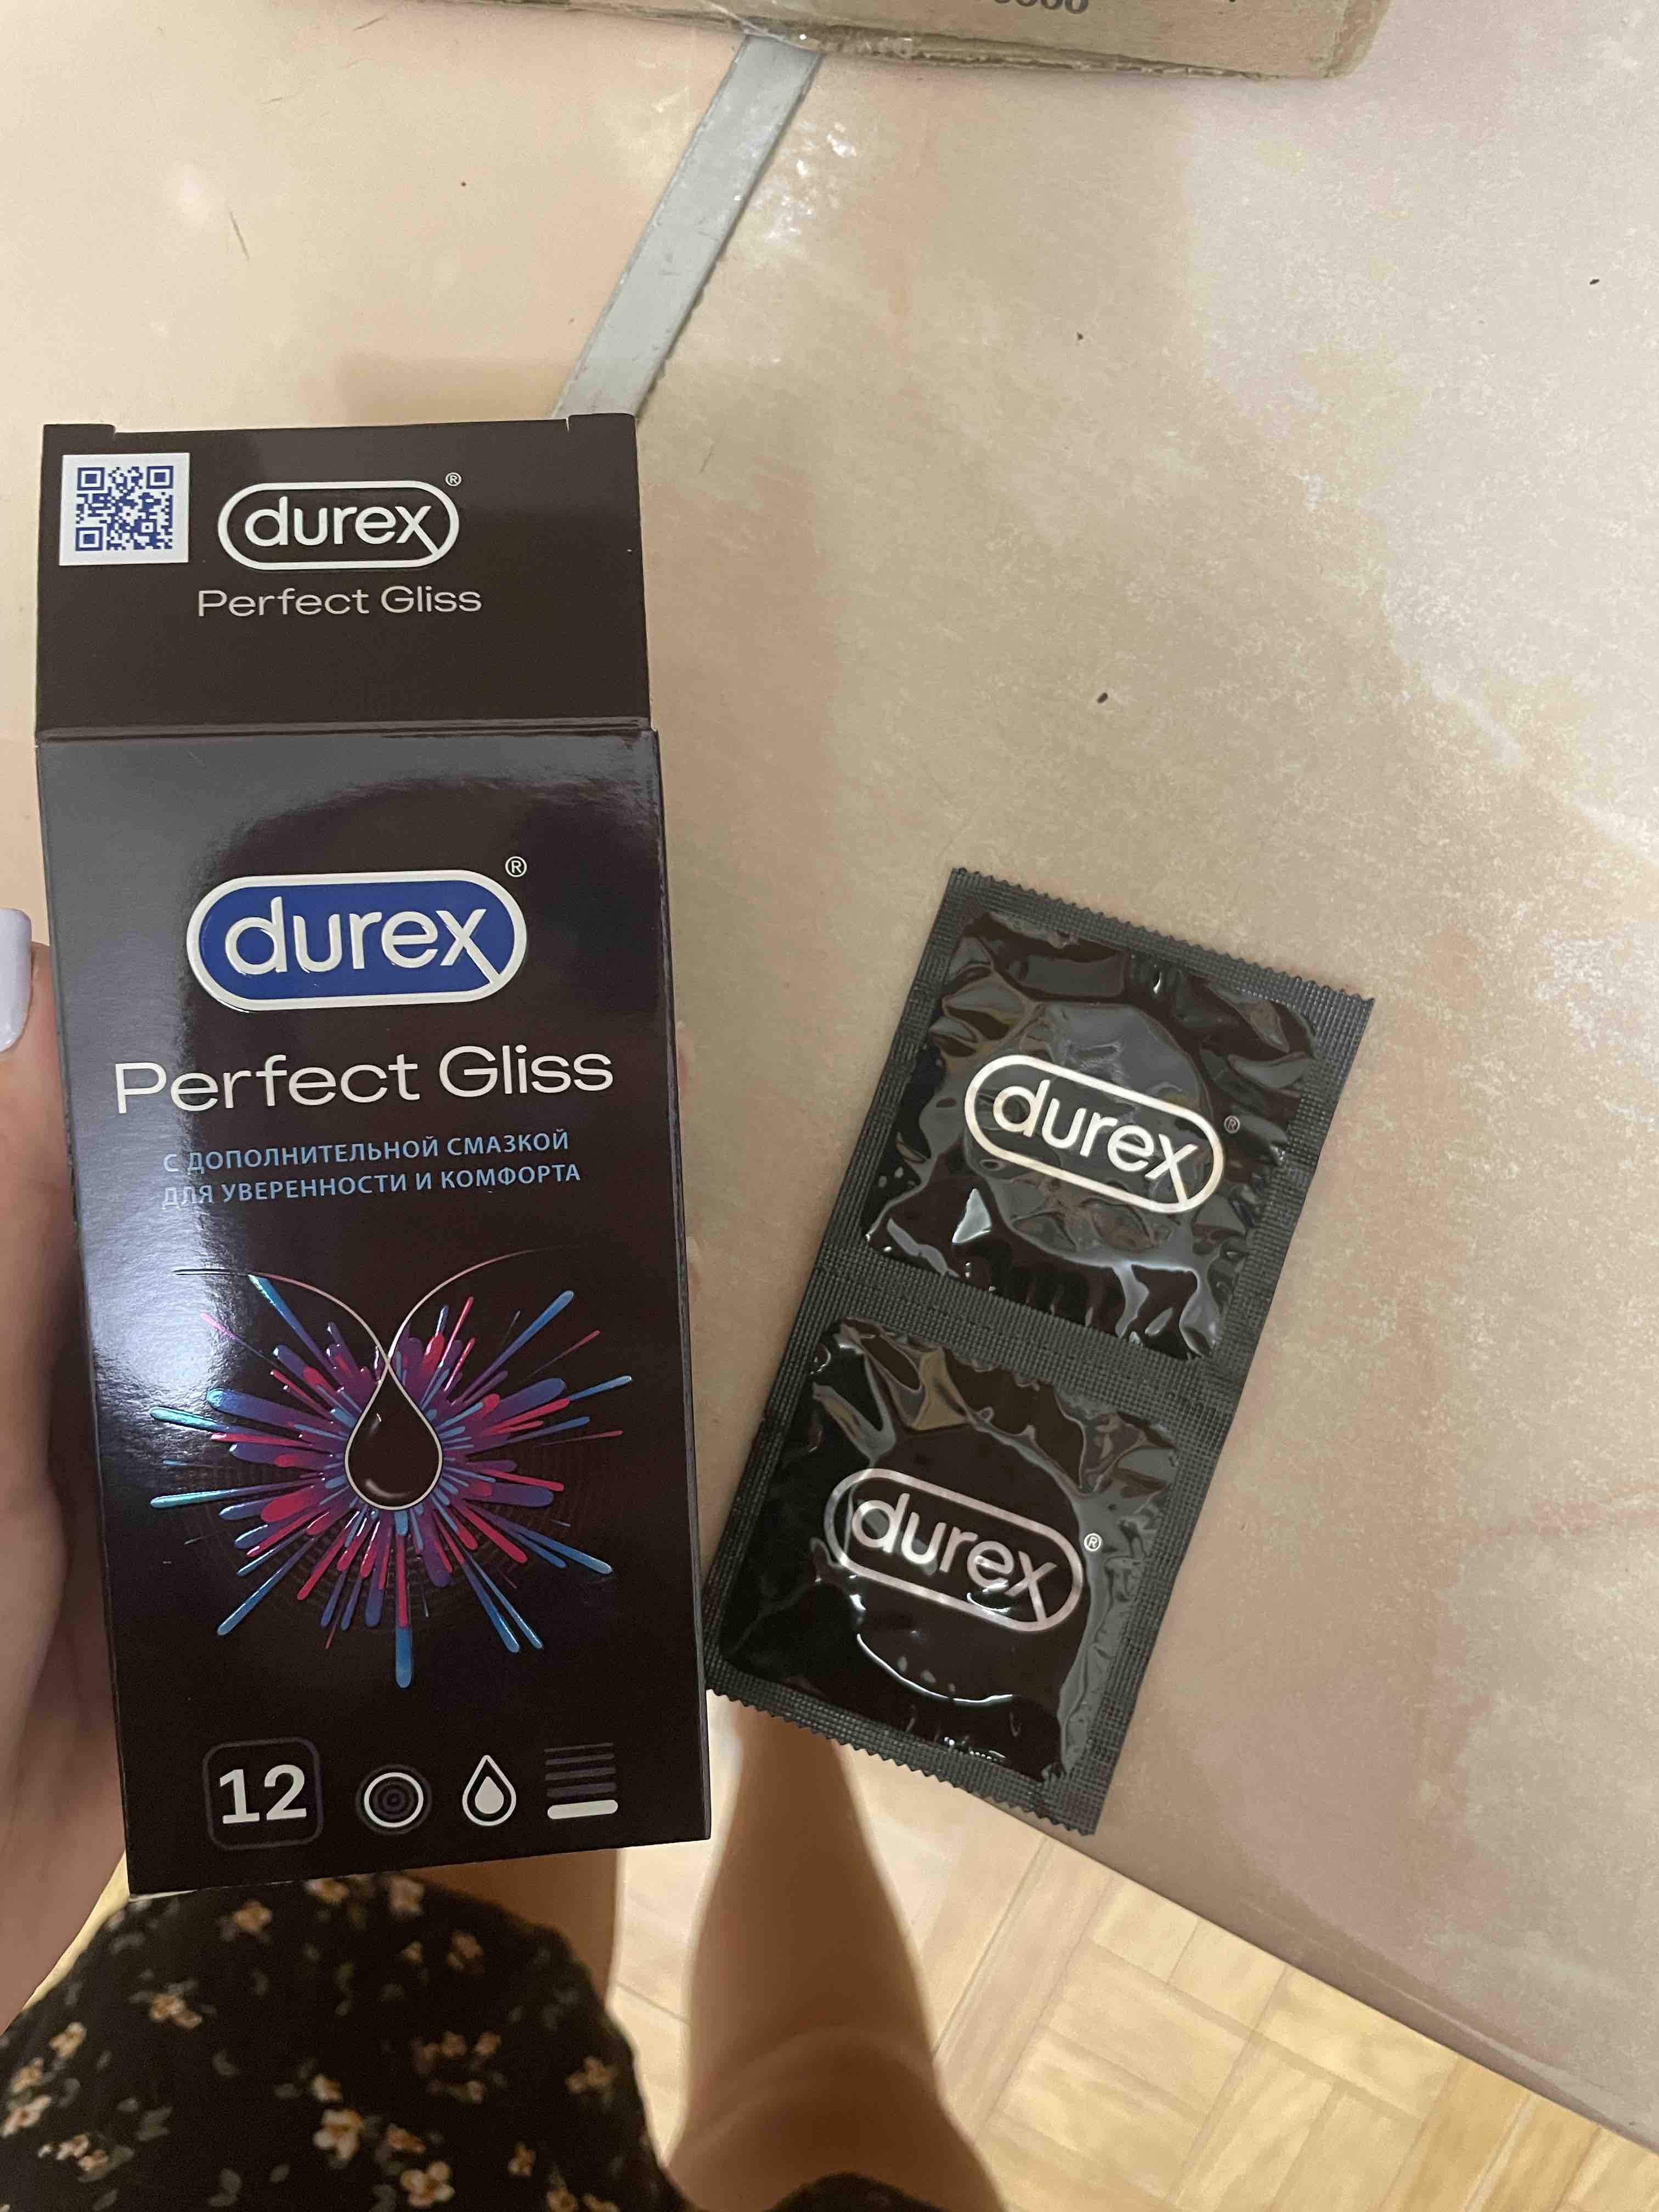 durex®
Perfect Gliss
durex®
Perfect Gliss
С ДОПОЛНИТЕЛЬНОЙ СМАЗКОЙ
ДЛЯ УВЕРЕННОСТИ И КОМФОРТА
12
durex®
durex®